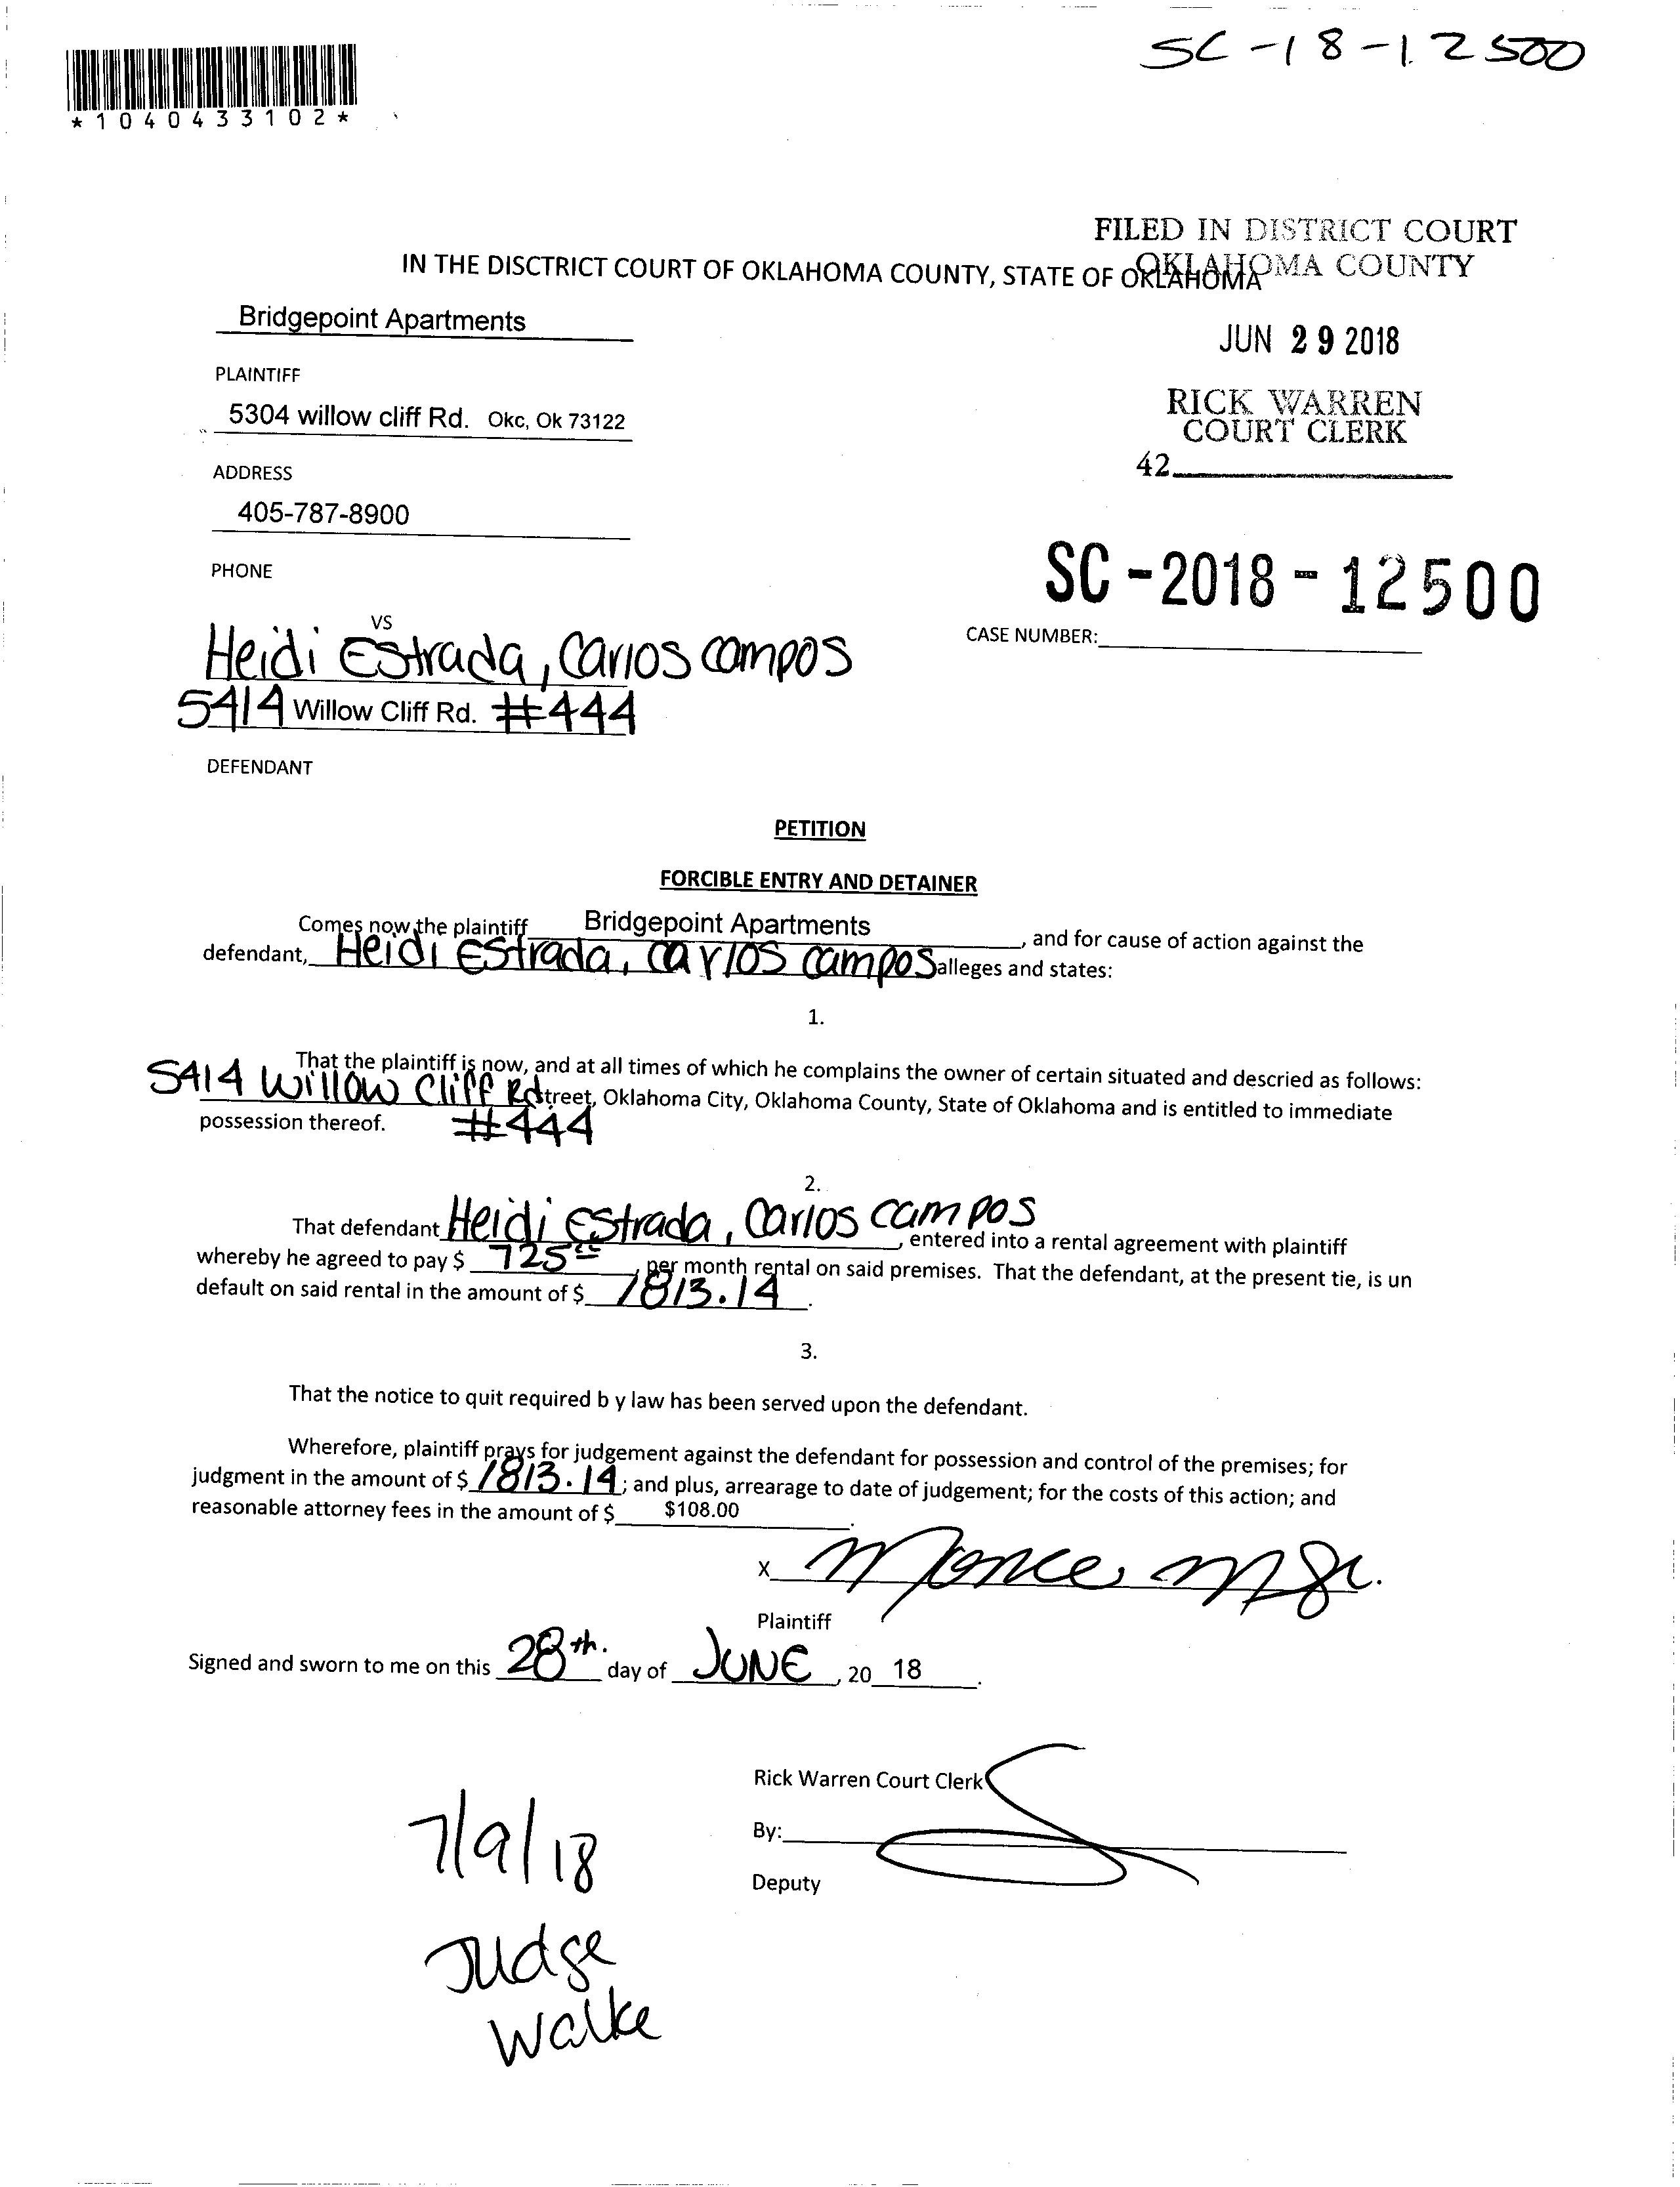 SC-18-12500
*1040433102*
FILED IN DISTRICT COURT
OKLAHOMA COUNTY
IN THE DISCTRICT COURT OF OKLAHOMA COUNTY, STATE OF OKLAHOMA
Bridgepoint Apartments
JUN 29 2018
PLAINTIFF
RICK WARREN
COURT CLERK
5304 willow cliff Rd. Okc, Ok 73122
42
ADDRESS
405-787-8900
PHONE
SC-2018-12500
CASE NUMBER:
VS
Heidi Estrada, Carlos campos
5414 Willow Cliff Rd. #444
DEFENDANT
PETITION
FORCIBLE ENTRY AND DETAINER
Comes now the plaintiff Bridgepoint Apartments, and for cause of action against the
defendant, Heidi Estrada, Carlos campos alleges and states:
1.
That the plaintiff is now, and at all times of which he complains the owner of certain situated and descried as follows:
5414 Willow Cliff Rd Street, Oklahoma City, Oklahoma County, State of Oklahoma and is entitled to immediate
possession thereof. #444
2.
That defendant Heidi Estrada, Carlos campos, entered into a rental agreement with plaintiff
whereby he agreed to pay $ 725, per month rental on said premises. That the defendant, at the present tie, is un
default on said rental in the amount of $ 1813.14.
3.
That the notice to quit required b y law has been served upon the defendant.
Wherefore, plaintiff prays for judgement against the defendant for possession and control of the premises; for
judgment in the amount of $ 1813.14; and plus, arrearage to date of judgement; for the costs of this action; and
reasonable attorney fees in the amount of $ $108.00.
X
Plaintiff
Signed and sworn to me on this 28th. day of JUNE, 20 18.
Rick Warren Court Clerk
By:
Deputy
7/9/18
Judge
Walke